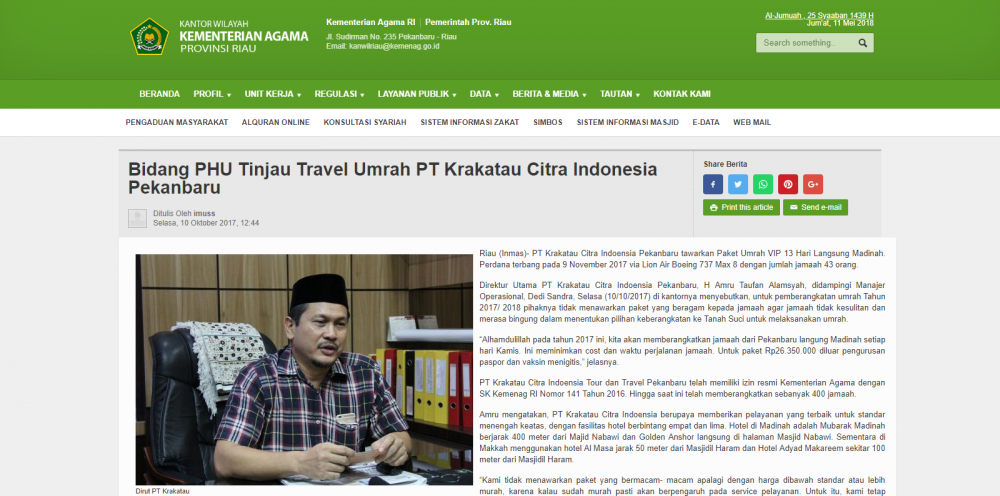 KANTOR WILAYAH
KEMENTERIAN AGAMA
PROVINSI RIAU
Kementerian Agama RI | Pemerintah Prov. Riau
Jl. Sudirman No. 235 Pekanbaru - Riau
Email: kanwilriau@kemenag.go.id
Al-Jumuah , 25 Syaaban 1439 H
Jum'at, 11 Mei 2018
Search something..
BERANDA PROFIL UNIT KERJA REGULASI LAYANAN PUBLIK DATA BERITA & MEDIA TAUTAN KONTAK KAMI
PENGADUAN MASYARAKAT ALQURAN ONLINE KONSULTASI SYARIAH SISTEM INFORMASI ZAKAT SIMBOS SISTEM INFORMASI MASJID E-DATA WEB MAIL
Bidang PHU Tinjau Travel Umrah PT Krakatau Citra Indonesia
Pekanbaru
Ditulis Oleh imuss
Selasa, 10 Oktober 2017, 12:44
Share Berita
Print this article Send e-mail
Riau (Inmas)- PT Krakatau Citra Indoensia Pekanbaru tawarkan Paket Umrah VIP 13 Hari Langsung Madinah.
Perdana terbang pada 9 November 2017 via Lion Air Boeing 737 Max 8 dengan jumlah jamaah 43 orang.
Direktur Utama PT Krakatau Citra Indoensia Pekanbaru, H Amru Taufan Alamsyah, didampingi Manajer
Operasional, Dedi Sandra, Selasa (10/10/2017) di kantornya menyebutkan, untuk pemberangkatan umrah Tahun
2017/ 2018 pihaknya tidak menawarkan paket yang beragam kepada jamaah agar jamaah tidak kesulitan dan
merasa bingung dalam menentukan pilihan keberangkatan ke Tanah Suci untuk melaksanakan umrah.
"Alhamdulillah pada tahun 2017 ini, kita akan memberangkatkan jamaah dari Pekanbaru langung Madinah setiap
hari Kamis. Ini meminimkan cost dan waktu perjalanan jamaah. Untuk paket Rp26.350.000 diluar pengurusan
paspor dan vaksin menigitis," jelasnya.
PT Krakatau Citra Indoensia Tour dan Travel Pekanbaru telah memiliki izin resmi Kementerian Agama dengan
SK Kemenag RI Nomor 141 Tahun 2016. Hingga saat ini telah memberangkatkan sebanyak 400 jamaah.
Amru mengatakan, PT Krakatau Citra Indoensia berupaya memberikan pelayanan yang terbaik untuk standar
menengah keatas, dengan fasilitas hotel berbintang empat dan lima. Hotel di Madinah adalah Mubarak Madinah
berjarak 400 meter dari Majid Nabawi dan Golden Anshor langsung di halaman Masjid Nabawi. Sementara di
Makkah menggunakan hotel Al Masa jarak 50 meter dari Masjidil Haram dan Hotel Adyad Makareem sekitar 100
meter dari Masjidil Haram.
"Kami tidak menawarkan paket yang bermacam- macam apalagi dengan harga dibawah standar atau lebih
murah, karena kalau sudah murah pasti akan berpengaruh pada service pelayanan. Untuk itu, kami tetap
Dirut PT Krakatau